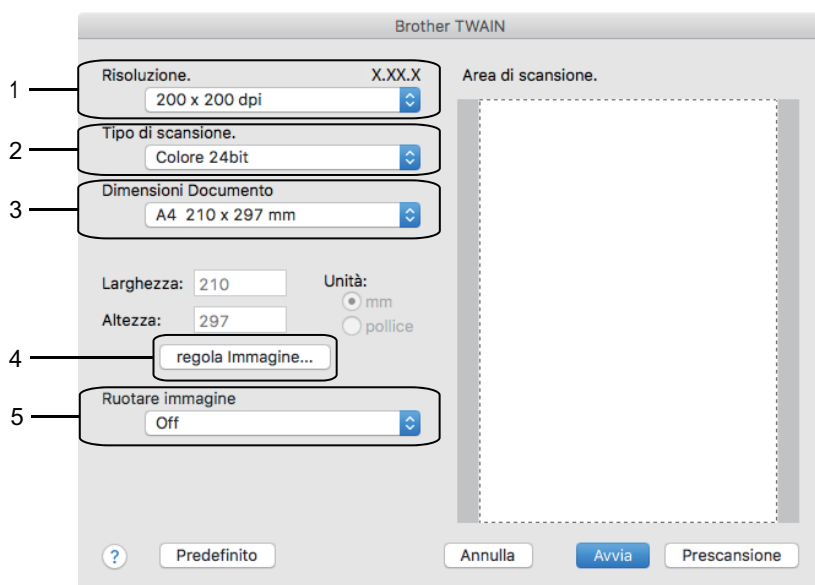 Brother TWAIN
1
Risoluzione. X.XX.X
200 x 200 dpi
2
Tipo di scansione.
Colore 24bit
3
Dimensioni Documento
A4 210 x 297 mm
Larghezza: 210
Unità:
mm
Altezza: 297
pollice
4
regola Immagine...
5
Ruotare immagine
Off
Area di scansione.
?
Predefinito
Annulla
Avvia
Prescansione